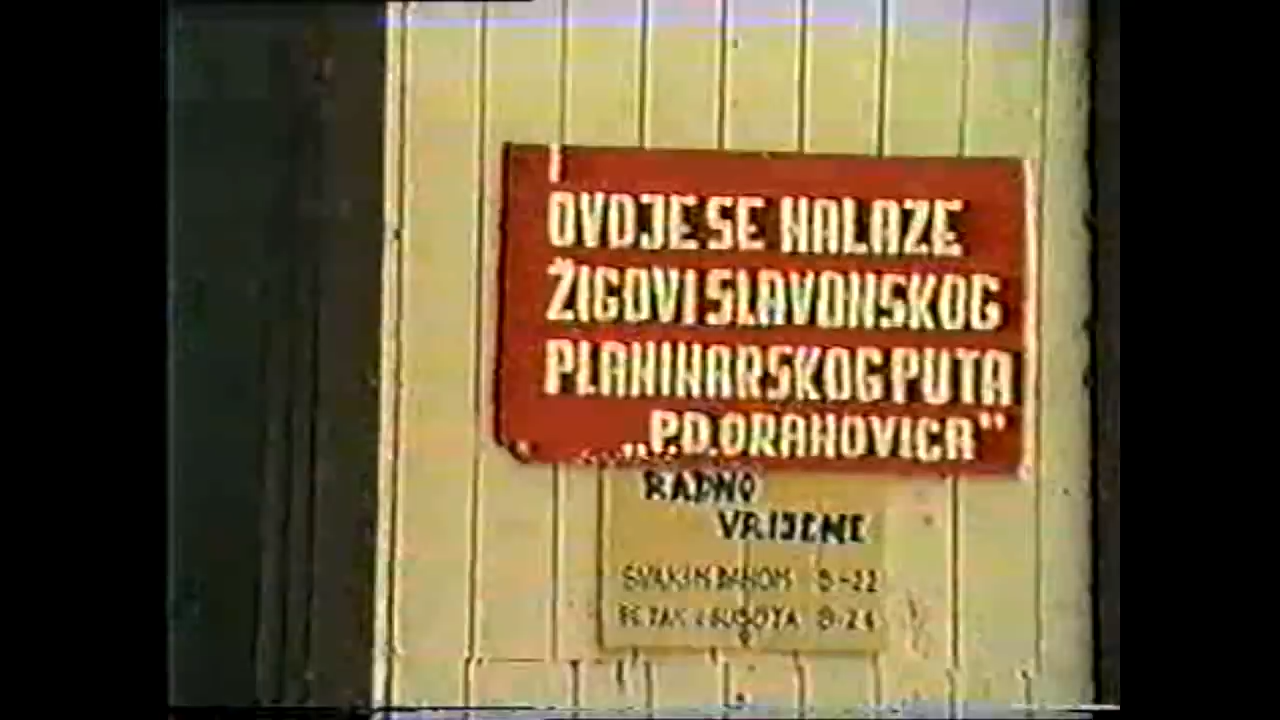 OVDJE SE NALAZE
ŽIGOVI SLAVONSKOG
PLANINARSKOG PUTA
„P.D.ORAHOVICA”
RADNO
VRIJEME
SVAKIM DANOM 8-22
PETAK I SUBOTA 8-24